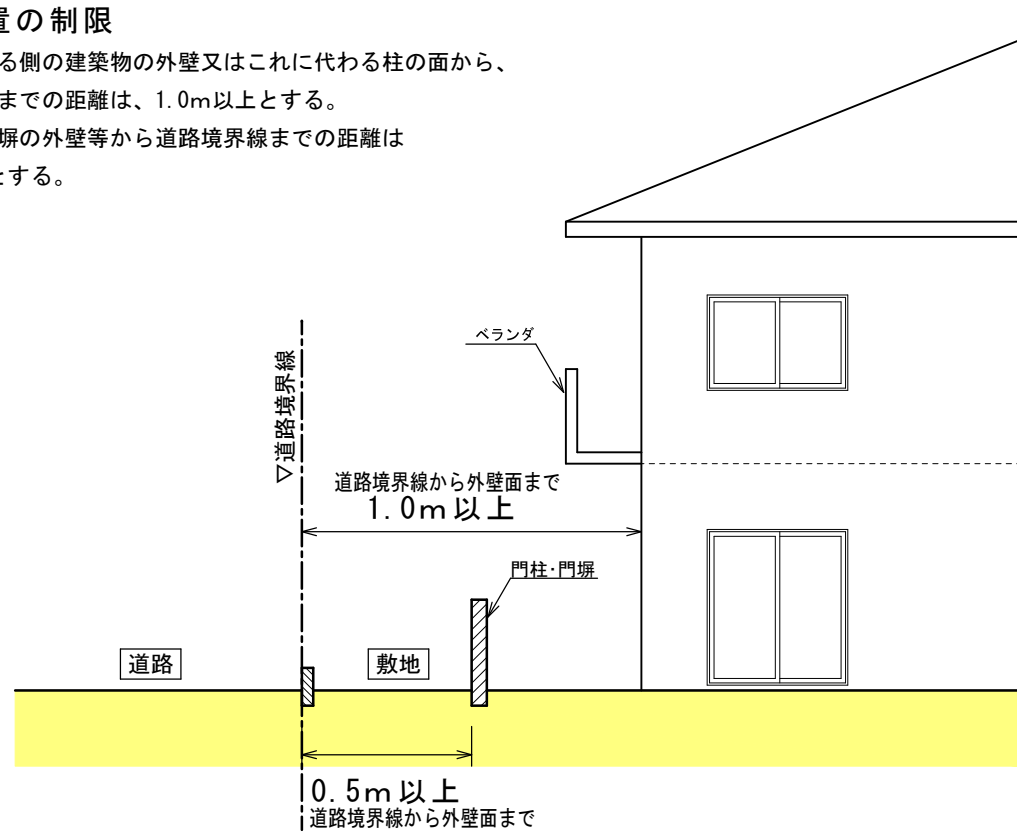 置の制限
る側の建築物の外壁又はこれに代わる柱の面から、
までの距離は、1.0m以上とする。
塀の外壁等から道路境界線までの距離は
とする。
ベランダ
▽道路境界線
道路境界線から外壁面まで
1.0m以上
門柱・門塀
道路
敷地
0.5m以上
道路境界線から外壁面まで